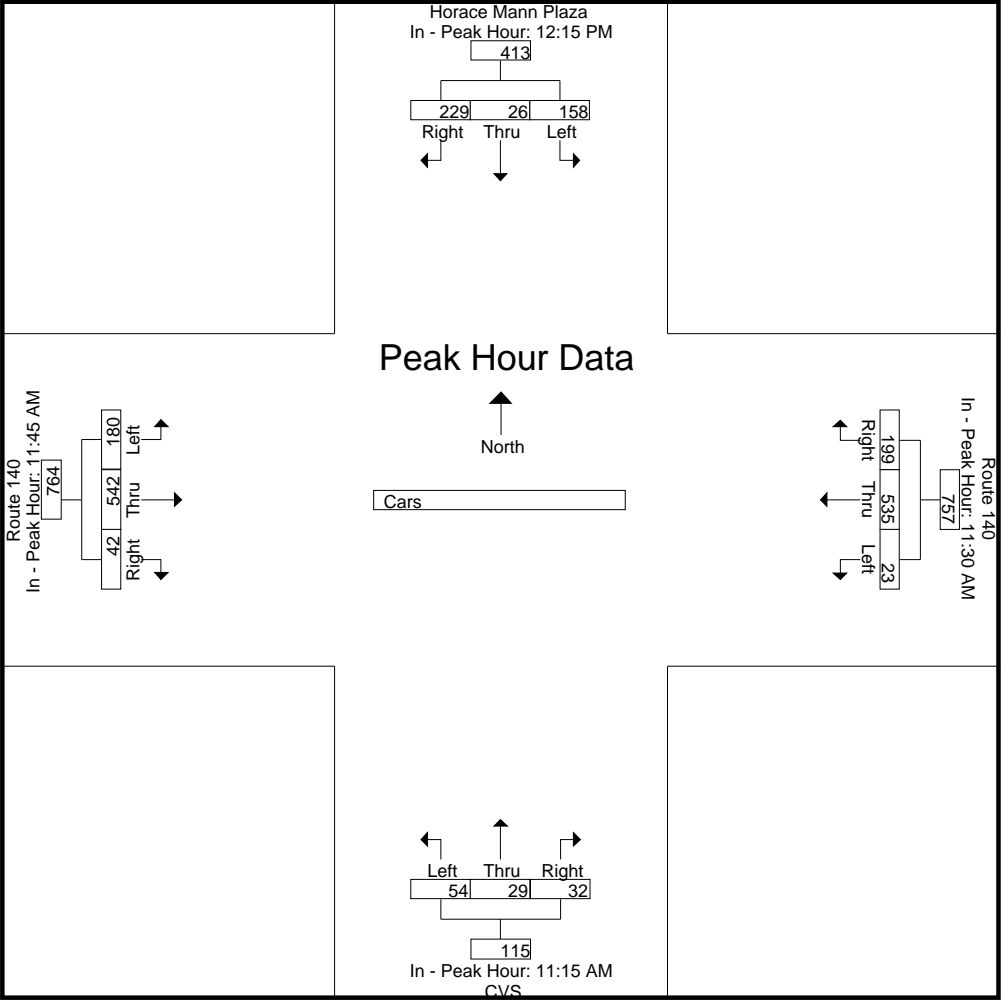 Horace Mann Plaza
In - Peak Hour: 12:15 PM
413
229 26 158
Right Thru Left
Peak Hour Data
North
Cars
Route 140
In - Peak Hour: 11:45 AM
764
180 542 42
Left Thru Right
Route 140
In - Peak Hour: 11:30 AM
757
199 535 23
Right Thru Left
Left Thru Right
54 29 32
115
In - Peak Hour: 11:15 AM
CVS